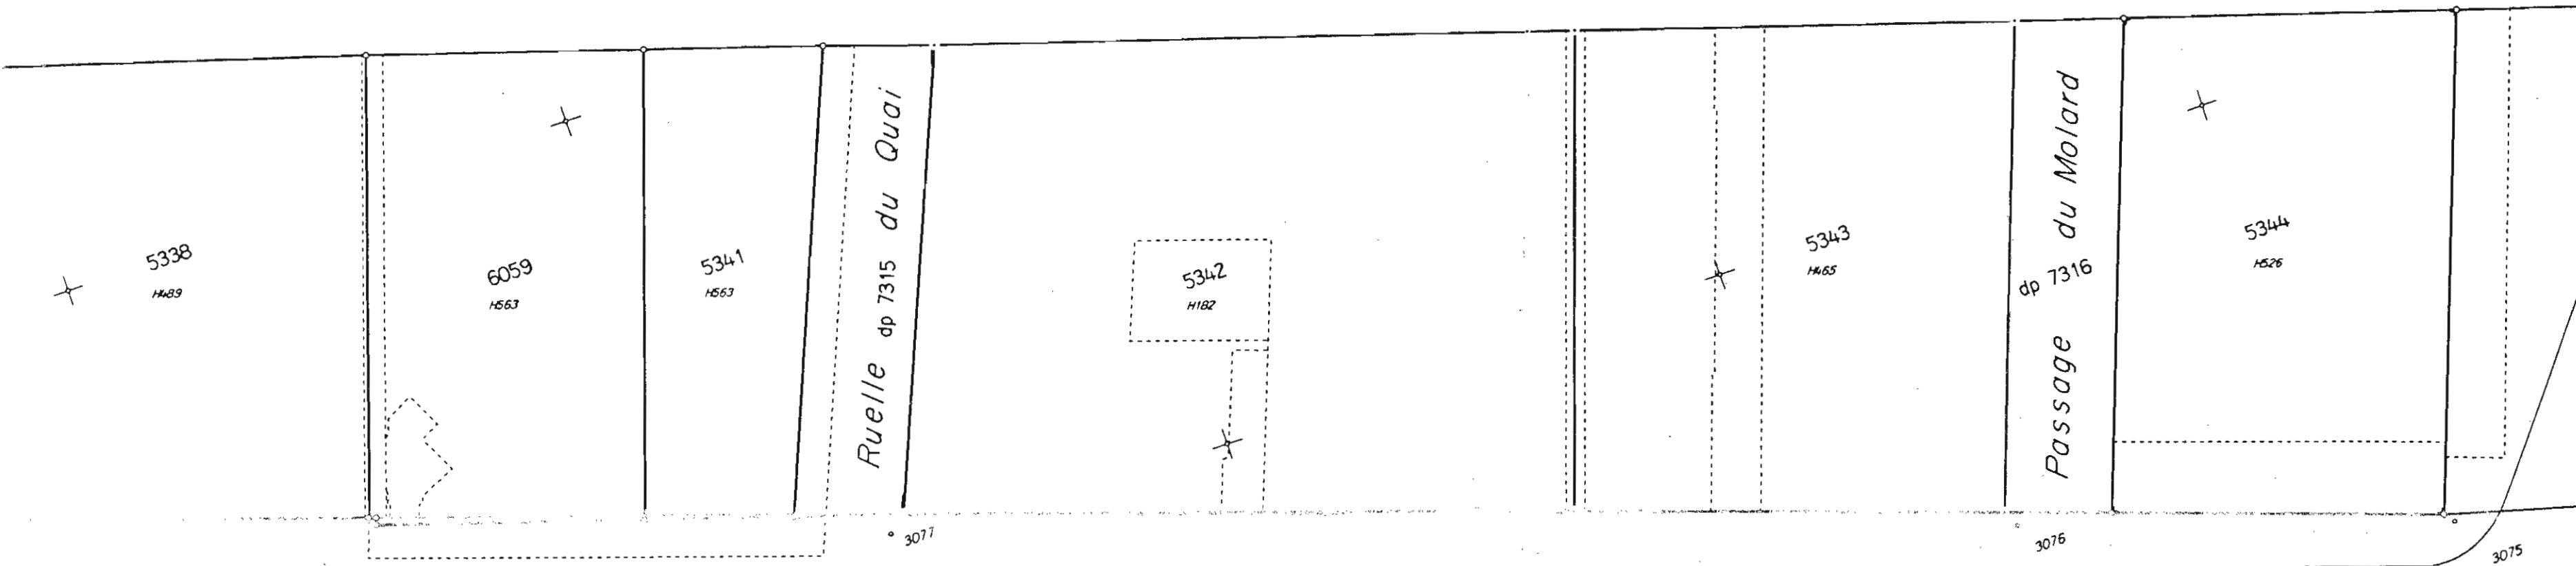 5338
H489
6059
H563
5341
H563
Ruelle dp 7315 du Quai
5342
H182
5343
H465
Passage du Molard
dp 7316
5344
H526
3077
3076
3075